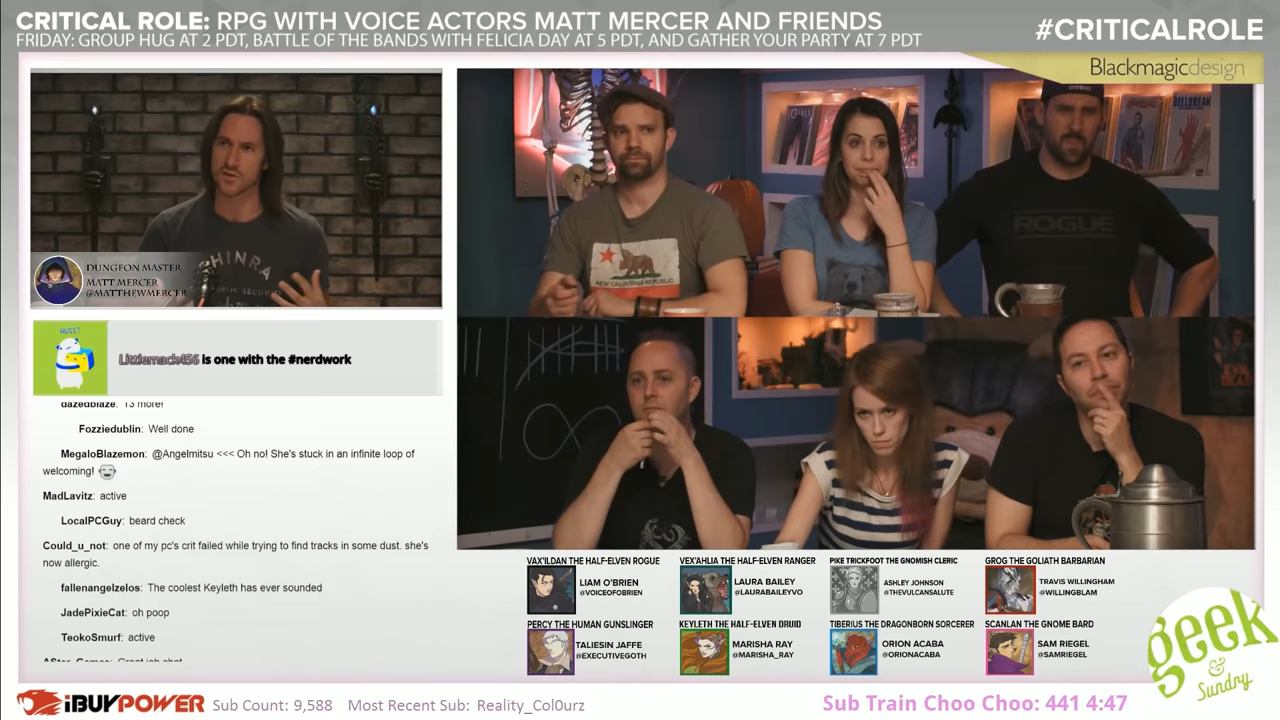 CRITICAL ROLE: RPG WITH VOICE ACTORS MATT MERCER AND FRIENDS
FRIDAY: GROUP HUG AT 2 PDT, BATTLE OF THE BANDS WITH FELICIA DAY AT 5 PDT, AND GATHER YOUR PARTY AT 7 PDT
#CRITICALROLE
Blackmagicdesign
GIRLS
HELLBREAK
ROGUE
NEW CALIFORNIA REPUBLIC
SHINRA
DUNGEON MASTER
MATT MERCER
@MATTHEWMERCER
EVIL
DEAD
HUGS?
Littlemack456 is one with the #nerdwork
dazedblaze: 13 more!
Fozziedublin: Well done
MegaloBlazemon: @Angelmitsu <<< Oh no! She's stuck in an infinite loop of
welcoming!
MadLavitz: active
LocalPCGuy: beard check
Could_u_not: one of my pc's crit failed while trying to find tracks in some dust. she's
now allergic.
fallenangelzelos: The coolest Keyleth has ever sounded
JadePixieCat: oh poop
TeokoSmurf: active
VAX'ILDAN THE HALF-ELVEN ROGUE
LIAM O'BRIEN
@VOICEOFOBRIEN
VEX'AHLIA THE HALF-ELVEN RANGER
LAURA BAILEY
@LAURABAILEYVO
PIKE TRICKFOOT THE GNOMISH CLERIC
ASHLEY JOHNSON
@THEVULCANSALUTE
GROG THE GOLIATH BARBARIAN
TRAVIS WILLINGHAM
@WILLINGBLAM
PERCY THE HUMAN GUNSLINGER
TALIESIN JAFFE
@EXECUTIVEGOTH
KEYLETH THE HALF-ELVEN DRUID
MARISHA RAY
@MARISHA_RAY
TIBERIUS THE DRAGONBORN SORCERER
ORION ACABA
@ORIONACABA
SCANLAN THE GNOME BARD
SAM RIEGEL
@SAMRIEGEL
geek
&
Sundry
iBUYPOWER
Sub Count: 9,588 Most Recent Sub: Reality_Col0urz
Sub Train Choo Choo: 441 4:47